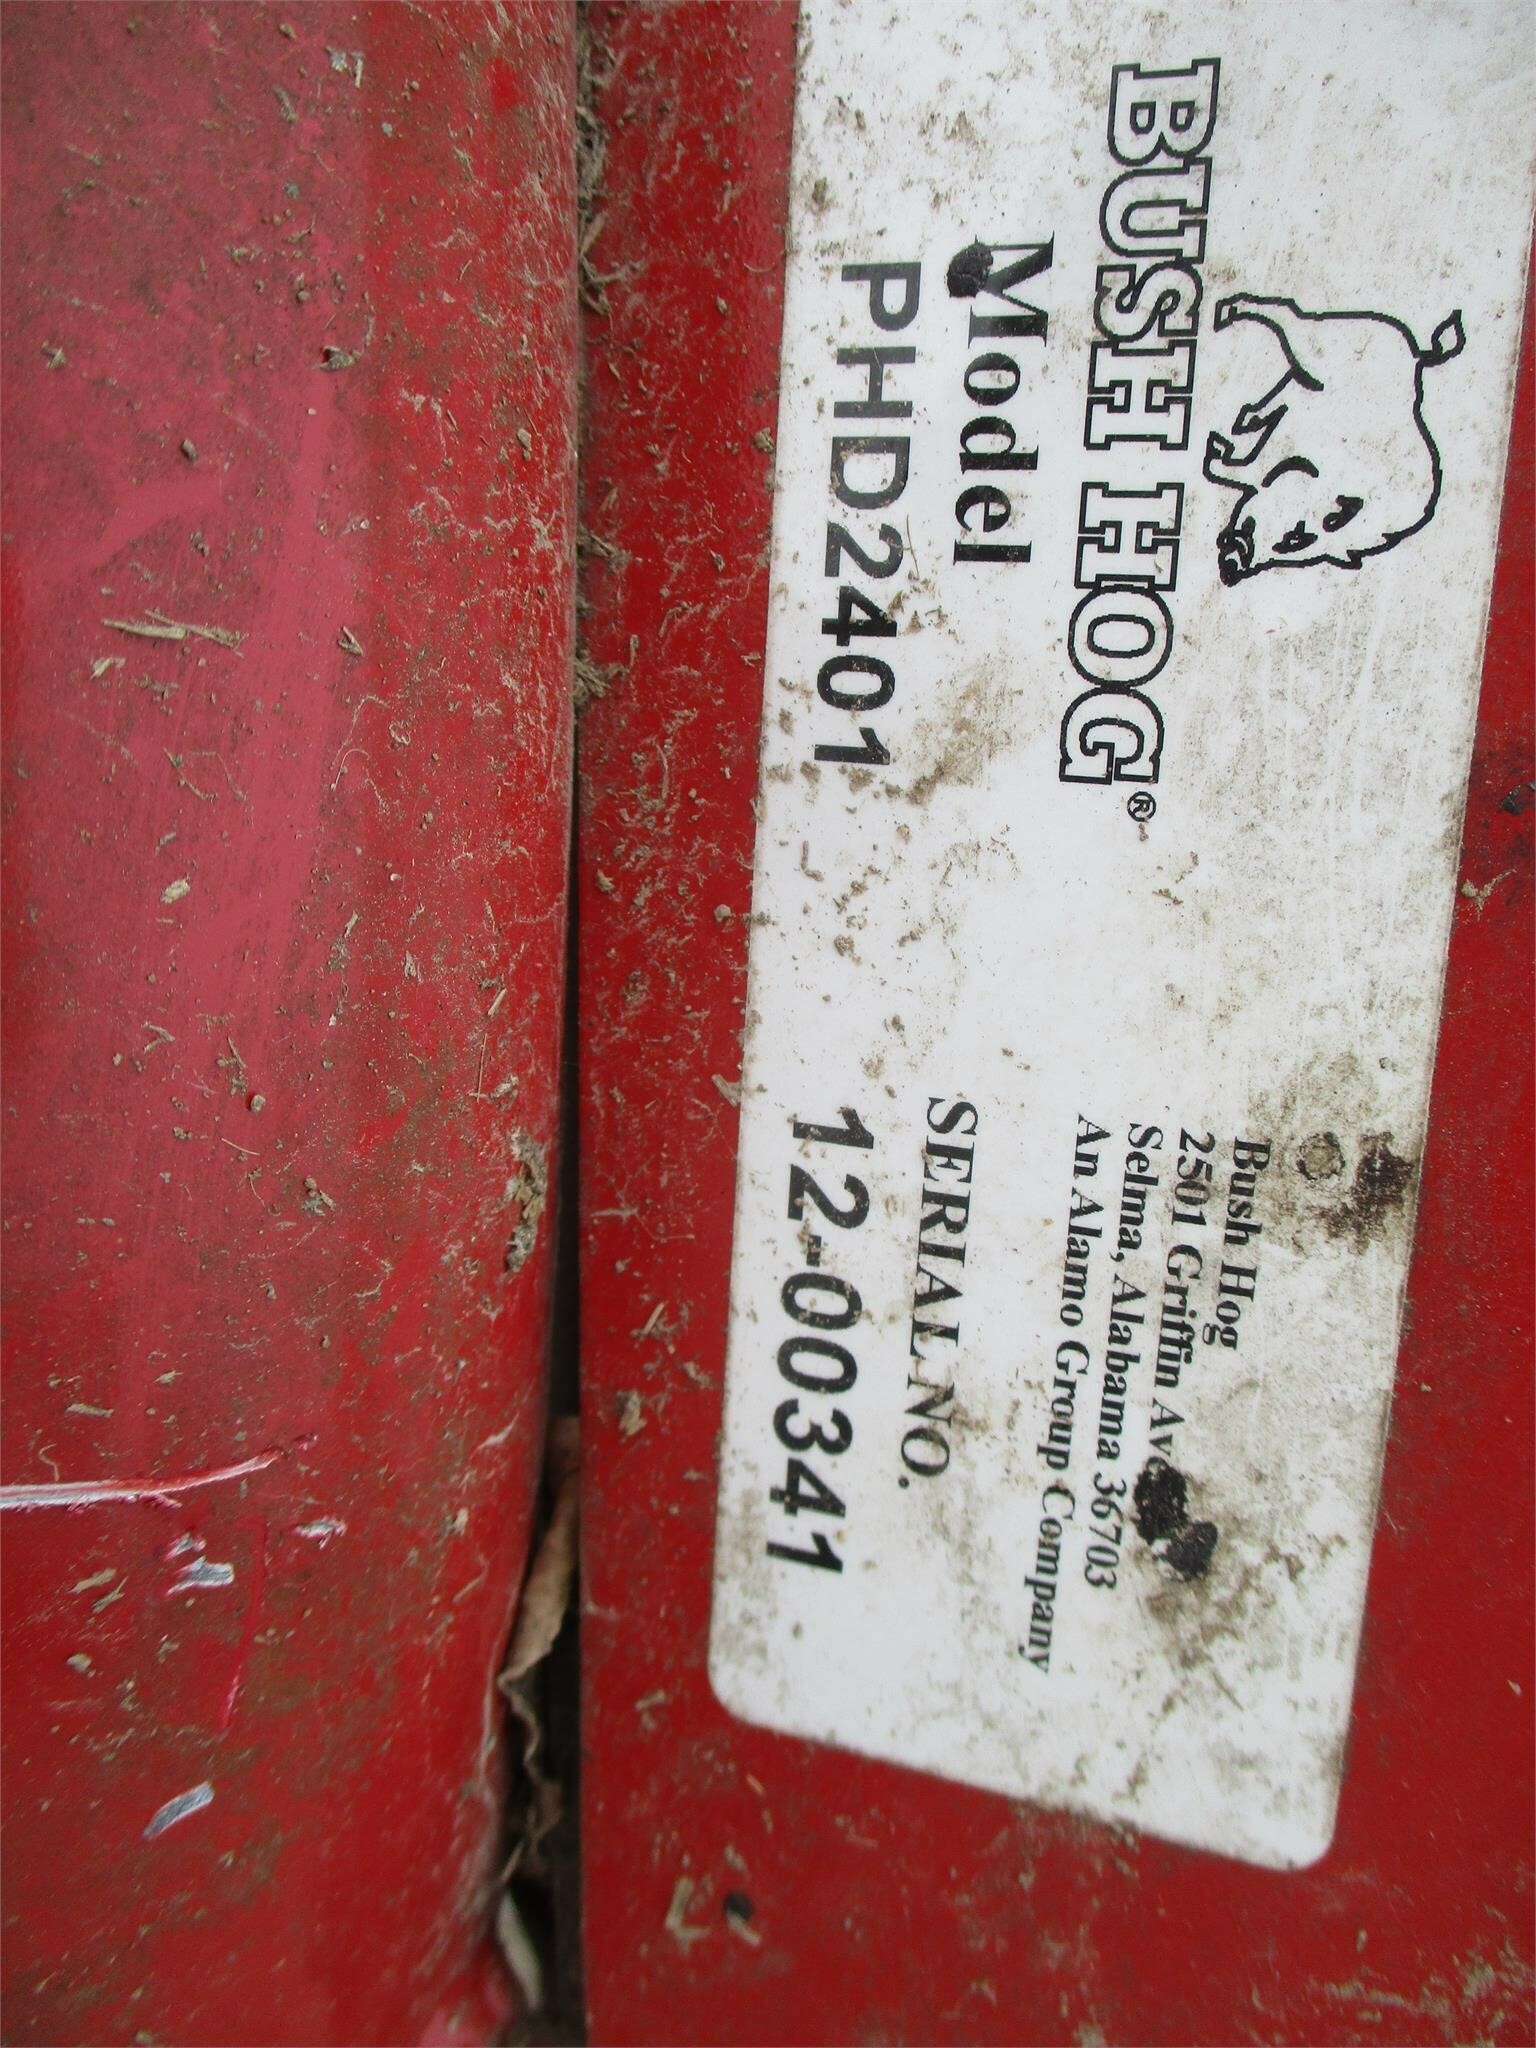 BUSH HOG®
Model
PHD2401
Bush Hog
2501 Griffin Ave
Selma, Alabama 36703
An Alamo Group Company
SERIAL NO.
12-00341